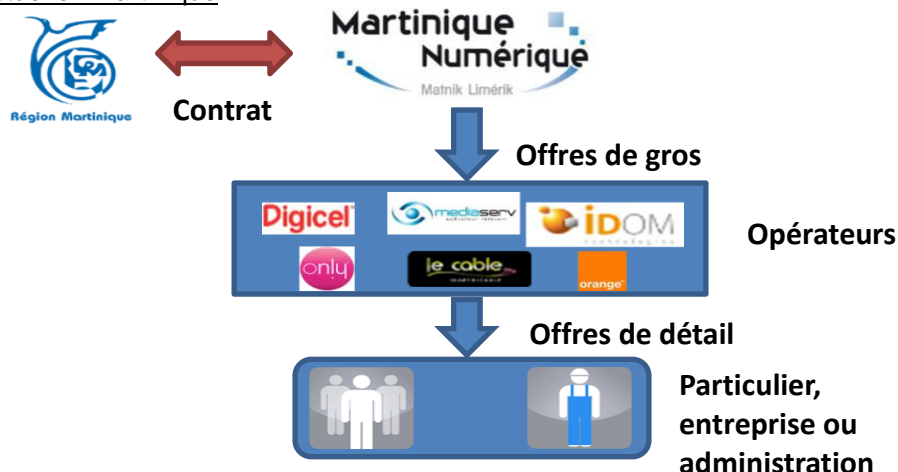 Martinique
Numérique
Matnik Limérik
Région Martinique
Contrat
Offres de gros
Digicel
mediaserv
iDOM
technologies
only
le cable
orange
Opérateurs
Offres de détail
Particulier,
entreprise ou
administration